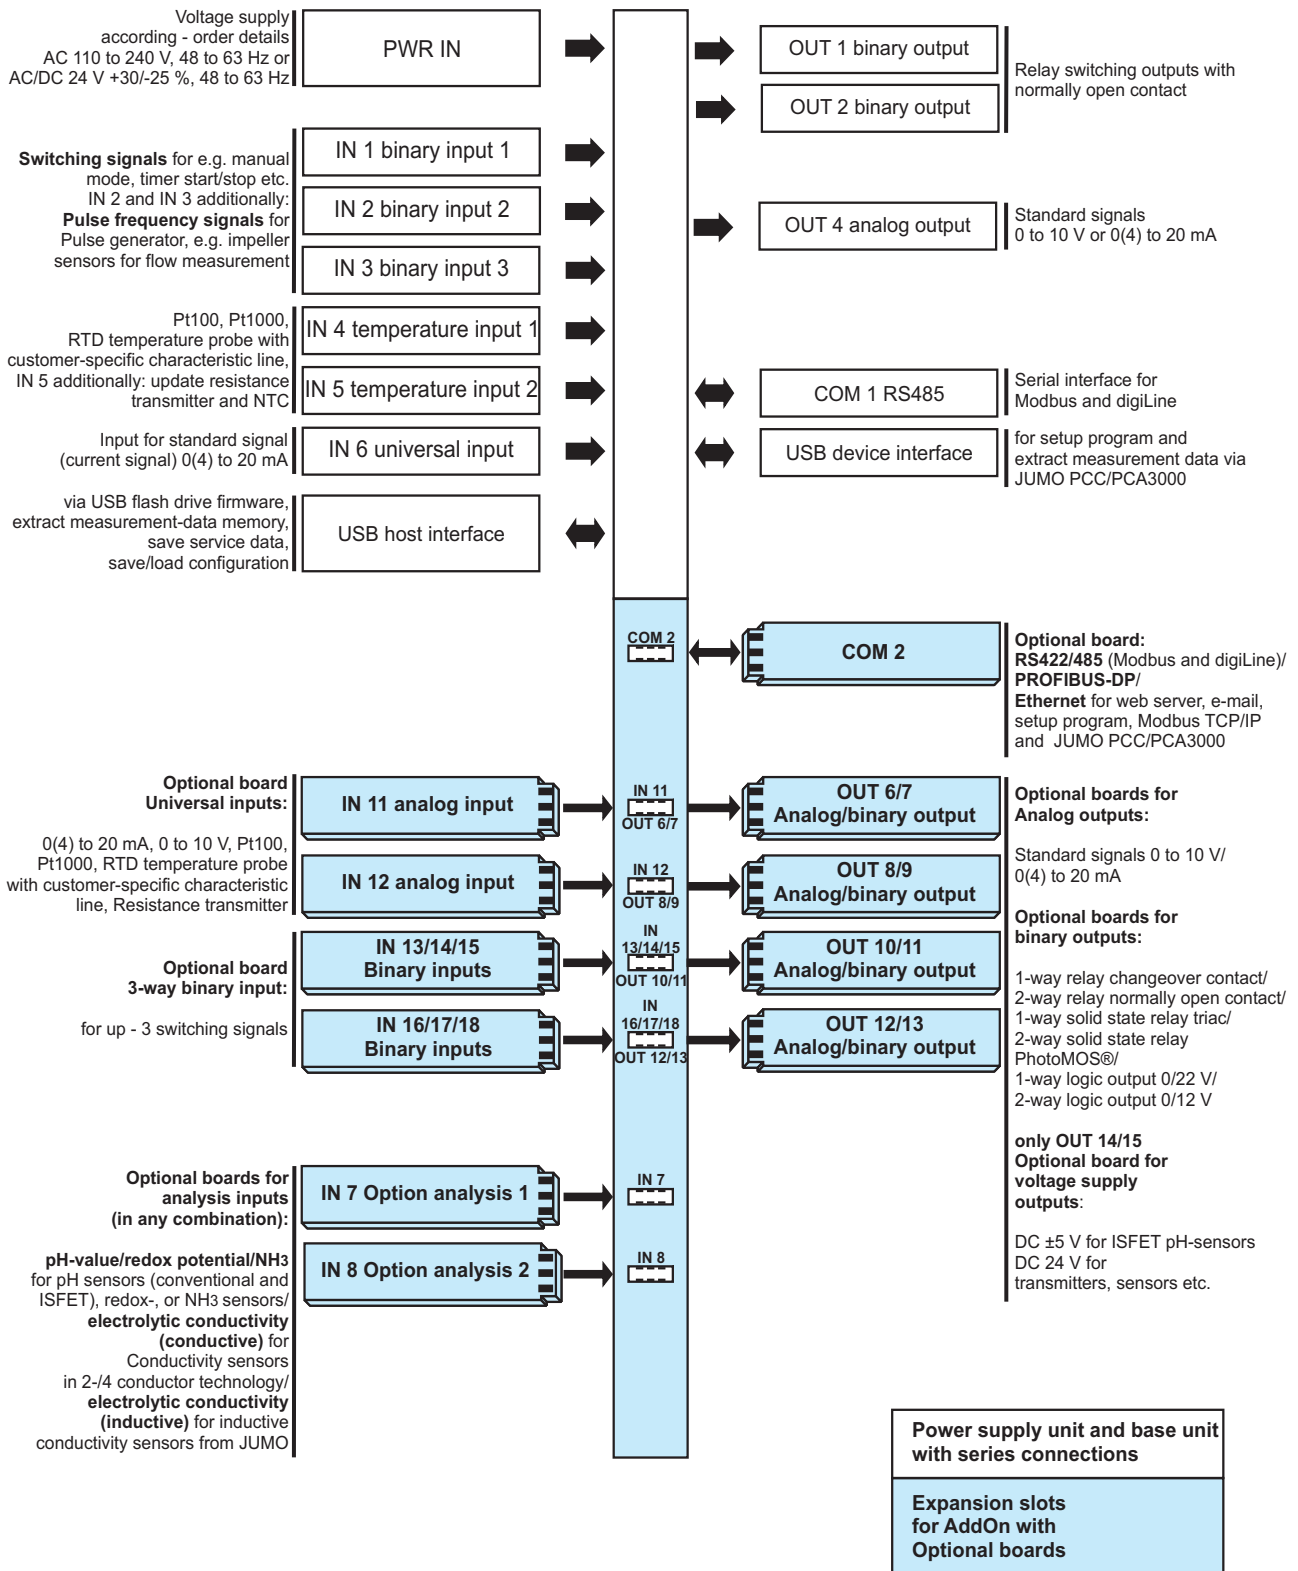 Voltage supply
according - order details
AC 110 to 240 V, 48 to 63 Hz or
AC/DC 24 V +30/-25 %, 48 to 63 Hz
PWR IN
OUT 1 binary output
OUT 2 binary output
Relay switching outputs with
normally open contact
Switching signals for e.g. manual
mode, timer start/stop etc.
IN 2 and IN 3 additionally:
Pulse frequency signals for
Pulse generator, e.g. impeller
sensors for flow measurement
IN 1 binary input 1
IN 2 binary input 2
IN 3 binary input 3
OUT 4 analog output
Standard signals
0 to 10 V or 0(4) to 20 mA
Pt100, Pt1000,
RTD temperature probe with
customer-specific characteristic line,
IN 5 additionally: update resistance
transmitter and NTC
IN 4 temperature input 1
IN 5 temperature input 2
COM 1 RS485
Serial interface for
Modbus and digiLine
Input for standard signal
(current signal) 0(4) to 20 mA
IN 6 universal input
USB device interface
for setup program and
extract measurement data via
JUMO PCC/PCA3000
via USB flash drive firmware,
extract measurement-data memory,
save service data,
save/load configuration
USB host interface
COM 2
COM 2
Optional board:
RS422/485 (Modbus and digiLine)/
PROFIBUS-DP/
Ethernet for web server, e-mail,
setup program, Modbus TCP/IP
and JUMO PCC/PCA3000
Optional board
Universal inputs:
0(4) to 20 mA, 0 to 10 V, Pt100,
Pt1000, RTD temperature probe
with customer-specific characteristic
line, Resistance transmitter
IN 11 analog input
IN 11
OUT 6/7
OUT 6/7
Analog/binary output
IN 12 analog input
IN 12
OUT 8/9
OUT 8/9
Analog/binary output
Optional board
3-way binary input:
for up - 3 switching signals
IN 13/14/15
Binary inputs
IN
13/14/15
OUT 10/11
OUT 10/11
Analog/binary output
IN 16/17/18
Binary inputs
IN
16/17/18
OUT 12/13
OUT 12/13
Analog/binary output
Optional boards for
Analog outputs:
Standard signals 0 to 10 V/
0(4) to 20 mA
Optional boards for
binary outputs:
1-way relay changeover contact/
2-way relay normally open contact/
1-way solid state relay triac/
2-way solid state relay
PhotoMOS®/
1-way logic output 0/22 V/
2-way logic output 0/12 V
only OUT 14/15
Optional board for
voltage supply
outputs:
DC ±5 V for ISFET pH-sensors
DC 24 V for
transmitters, sensors etc.
Optional boards for
analysis inputs
(in any combination):
pH-value/redox potential/NH3
for pH sensors (conventional and
ISFET), redox-, or NH3 sensors/
electrolytic conductivity
(conductive) for
Conductivity sensors
in 2-/4 conductor technology/
electrolytic conductivity
(inductive) for inductive
conductivity sensors from JUMO
IN 7 Option analysis 1
IN 7
IN 8 Option analysis 2
IN 8
Power supply unit and base unit
with series connections
Expansion slots
for AddOn with
Optional boards